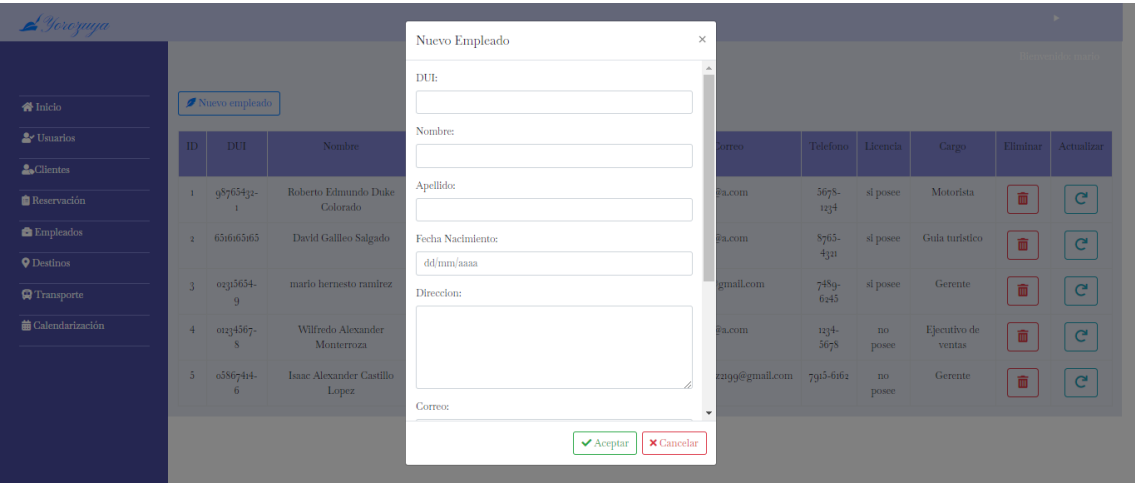 Yorozuya
Nuevo Empleado ×
DUI:
Nombre:
Apellido:
Fecha Nacimiento:
dd/mm/aaaa
Direccion:
Correo:
Aceptar Cancelar
Inicio
Usuarios
Clientes
Reservación
Empleados
Destinos
Transporte
Calendarización
Nuevo empleado
ID DUI Nombre Correo Telefono Licencia Cargo Eliminar Actualizar
1 98765432-1 Roberto Edmundo Duke Colorado @a.com 5678-1234 si posee Motorista
2 6516165165 David Galileo Salgado @a.com 8765-4321 si posee Guia turistico
3 02315654-9 mario hernesto ramirez gmail.com 7489-6245 si posee Gerente
4 01234567-8 Wilfredo Alexander Monterroza @a.com 1234-5678 no posee Ejecutivo de ventas
5 05867414-6 Isaac Alexander Castillo Lopez r2199@gmail.com 7915-6162 no posee Gerente